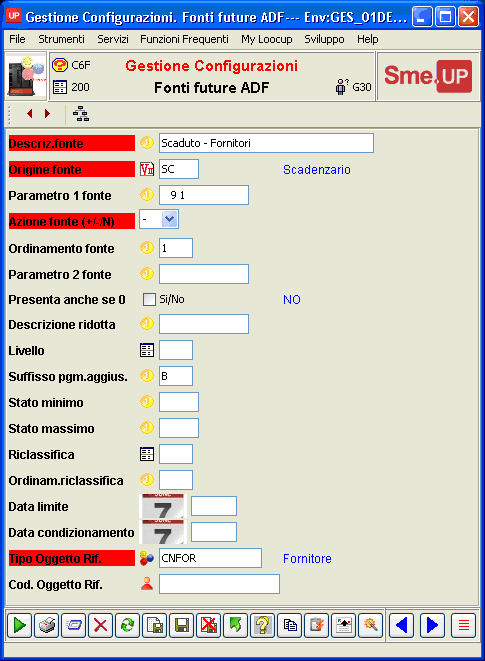 UP Gestione Configurazioni. Fonti future ADF--- Env:GES_01DE...
File Strumenti Servizi Funzioni Frequenti My Loocup Sviluppo Help
C6F Gestione Configurazioni
200 Fonti future ADF G30
Sme.UP
Descriz.fonte Scaduto - Fornitori
Origine fonte SC Scadenzario
Parametro 1 fonte 9 1
Azione fonte (+/-/N) -
Ordinamento fonte 1
Parametro 2 fonte
Presenta anche se 0 Si/No NO
Descrizione ridotta
Livello
Suffisso pgm.aggius. B
Stato minimo
Stato massimo
Riclassifica
Ordinam.riclassifica
Data limite 7
Data condizionamento 7
Tipo Oggetto Rif. CNFOR Fornitore
Cod. Oggetto Rif.